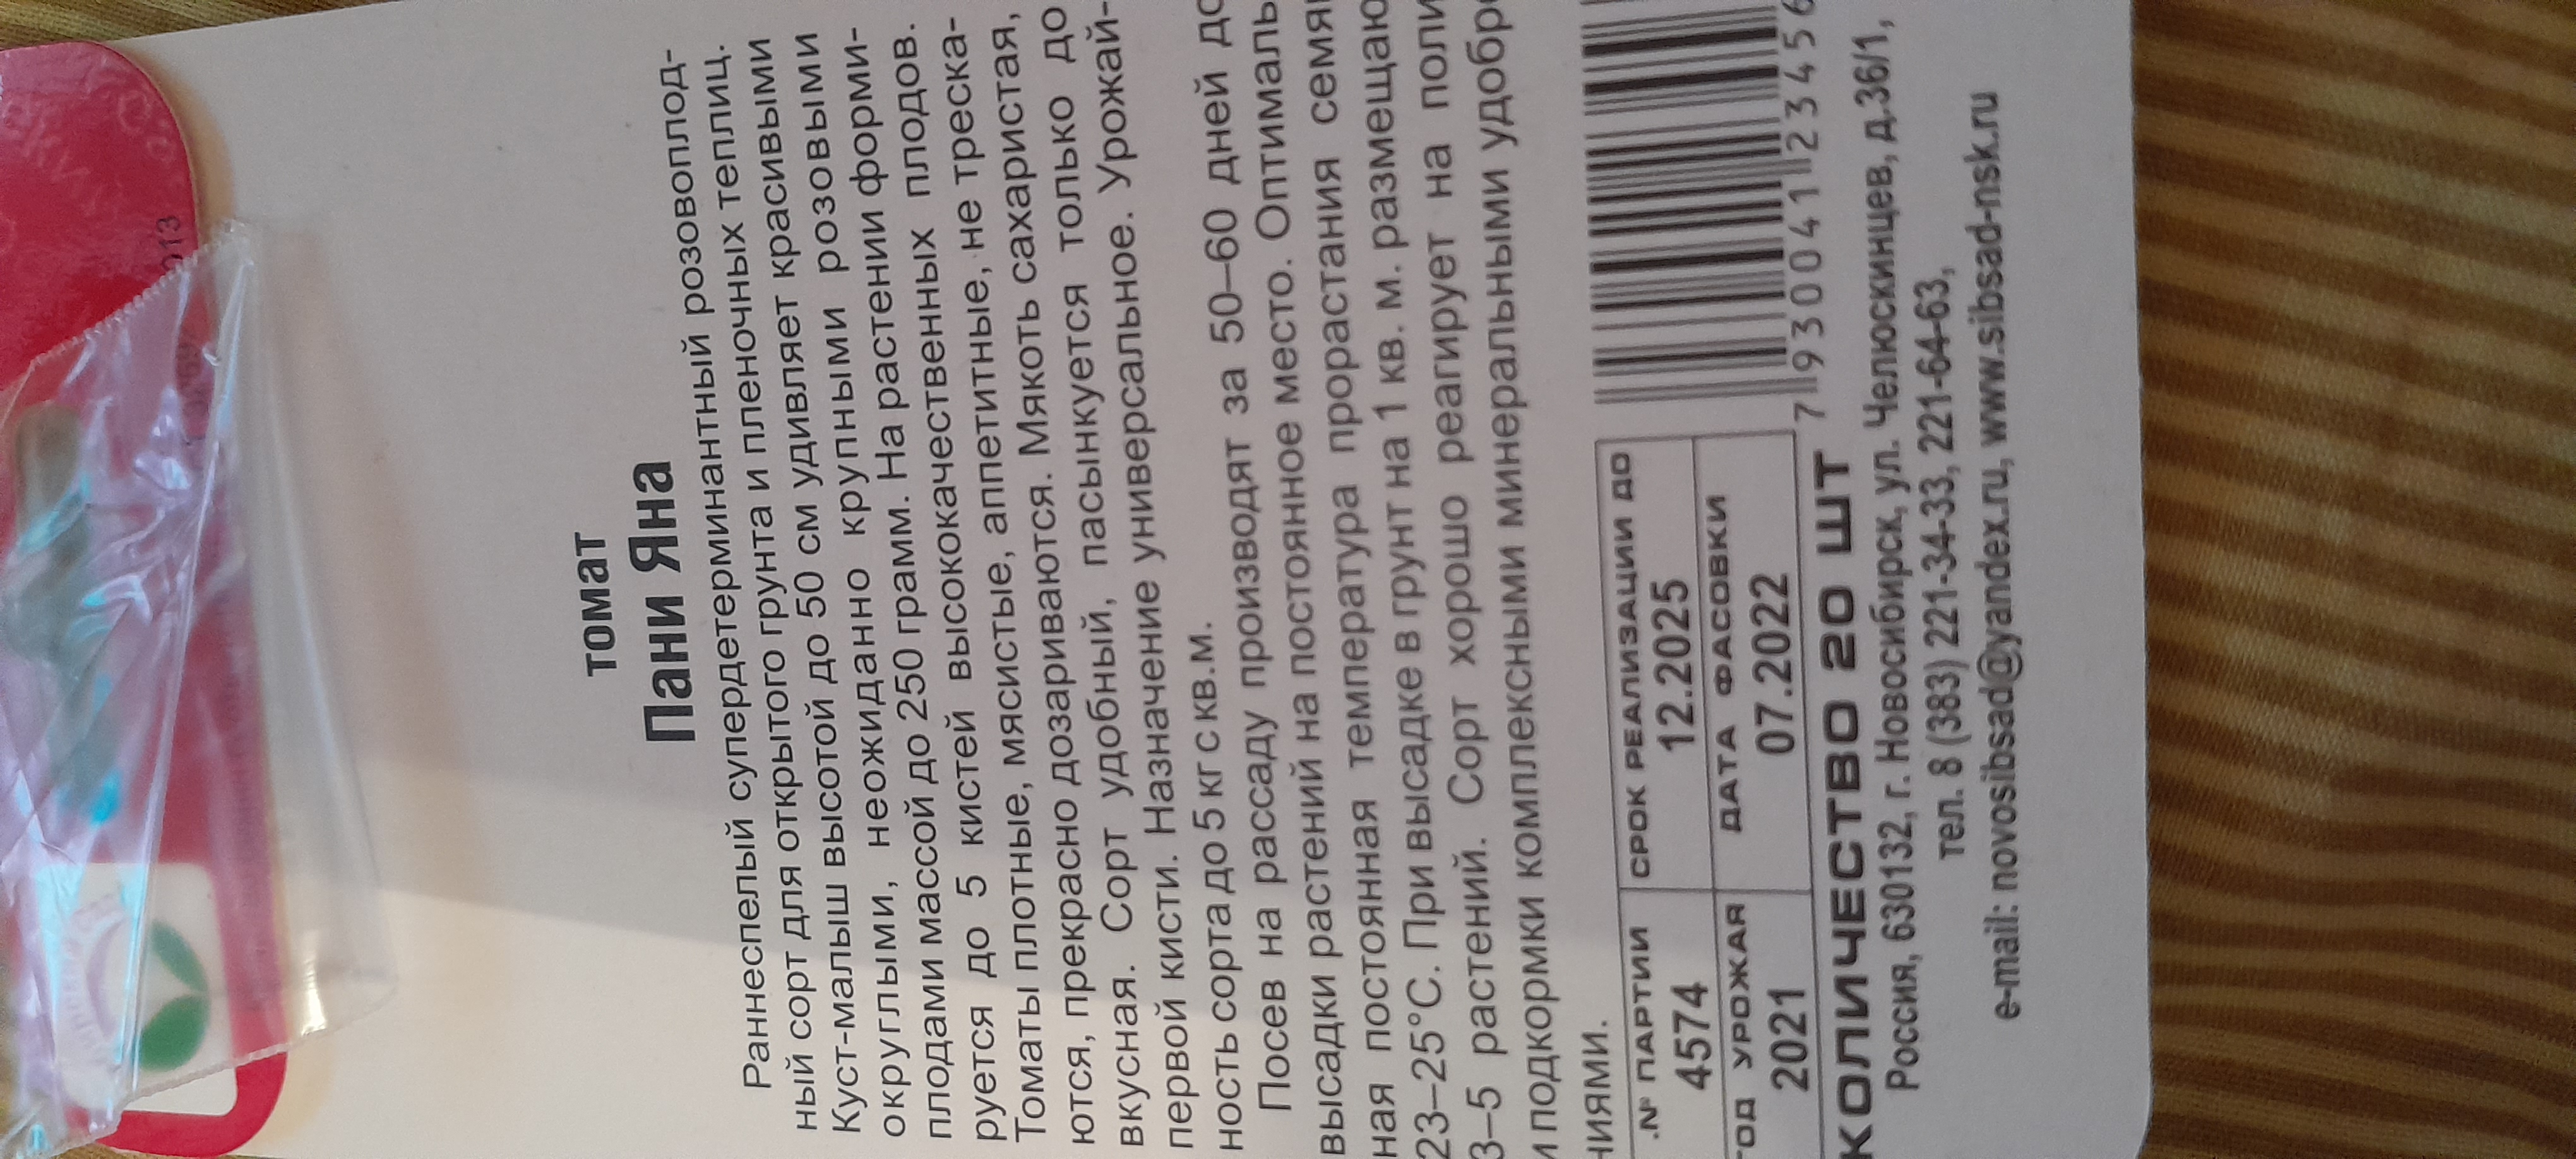 томат
Пани Яна
Раннеспелый супердетерминантный розовоплод-
ный сорт для открытого грунта и пленочных теплиц.
Куст-малыш высотой до 50 см удивляет красивыми
округлыми, неожиданно крупными розовыми
плодами массой до 250 грамм. На растении форми-
руется до 5 кистей высококачественных плодов.
Томаты плотные, мясистые, аппетитные, не треска-
ются, прекрасно дозариваются. Мякоть сахаристая,
вкусная. Сорт удобный, пасынкуется только до
первой кисти. Назначение универсальное. Урожай-
ность сорта до 5 кг с кв.м.
Посев на рассаду производят за 50–60 дней до
высадки растений на постоянное место. Оптималь
ная постоянная температура прорастания семя
23–25°С. При высадке в грунт на 1 кв. м. размещаю
3–5 растений. Сорт хорошо реагирует на поли
и подкормки комплексными минеральными удобре
ниями.
№ ПАРТИИ СРОК РЕАЛИЗАЦИИ ДО
4574 12.2025
ГОД УРОЖАЯ ДАТА ФАСОВКИ
2021 07.2022
7 930041 23456
КОЛИЧЕСТВО 20 ШТ
Россия, 630132, г. Новосибирск, ул. Челюскинцев, д.36/1,
тел. 8 (383) 221-34-33, 221-64-63,
e-mail: novosibsad@yandex.ru, www.sibsad-nsk.ru